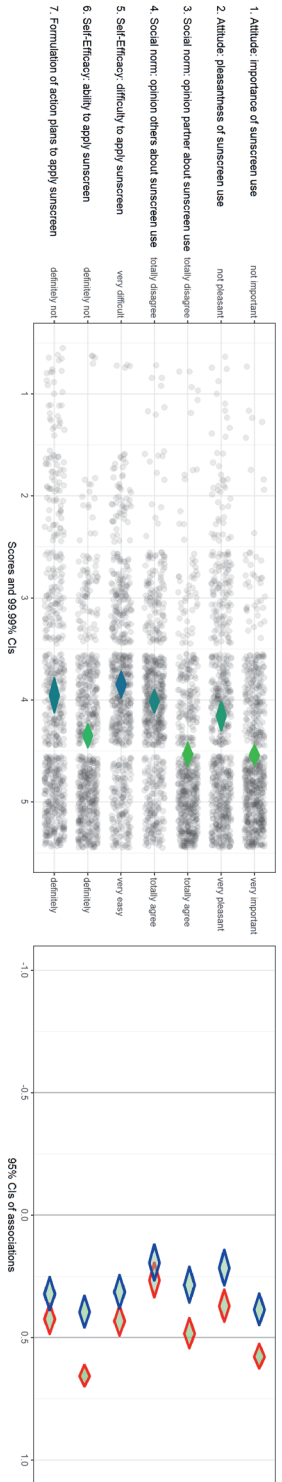 1. Attitude: importance of sunscreen use
2. Attitude: pleasantness of sunscreen use
3. Social norm: opinion partner about sunscreen use
4. Social norm: opinion others about sunscreen use
5. Self-Efficacy: difficulty to apply sunscreen
6. Self-Efficacy: ability to apply sunscreen
7. Formulation of action plans to apply sunscreen
not important
not pleasant
totally disagree
totally disagree
very difficult
definitely not
definitely not
1 2 3 4 5
Scores and 99.99% CIs
very important
very pleasant
totally agree
totally agree
very easy
definitely
definitely
-1.0 -0.5 0.0 0.5 1.0
95% CIs of associations